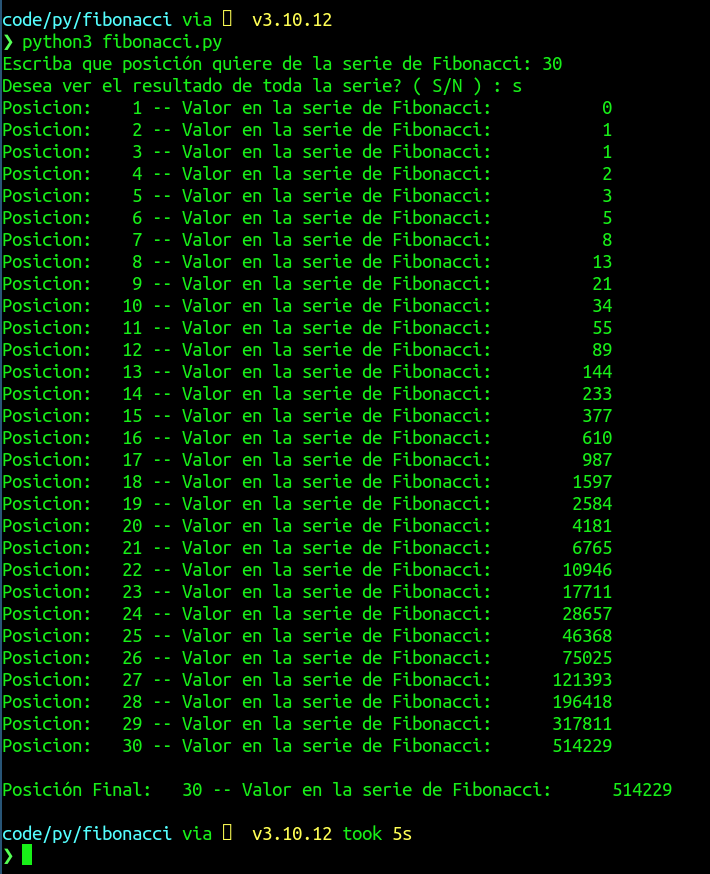 code/py/fibonacci via  v3.10.12
❯ python3 fibonacci.py
Escriba que posición quiere de la serie de Fibonacci: 30
Desea ver el resultado de toda la serie? ( S/N ) : s
Posicion:    1 -- Valor en la serie de Fibonacci:           0
Posicion:    2 -- Valor en la serie de Fibonacci:           1
Posicion:    3 -- Valor en la serie de Fibonacci:           1
Posicion:    4 -- Valor en la serie de Fibonacci:           2
Posicion:    5 -- Valor en la serie de Fibonacci:           3
Posicion:    6 -- Valor en la serie de Fibonacci:           5
Posicion:    7 -- Valor en la serie de Fibonacci:           8
Posicion:    8 -- Valor en la serie de Fibonacci:          13
Posicion:    9 -- Valor en la serie de Fibonacci:          21
Posicion:   10 -- Valor en la serie de Fibonacci:          34
Posicion:   11 -- Valor en la serie de Fibonacci:          55
Posicion:   12 -- Valor en la serie de Fibonacci:          89
Posicion:   13 -- Valor en la serie de Fibonacci:         144
Posicion:   14 -- Valor en la serie de Fibonacci:         233
Posicion:   15 -- Valor en la serie de Fibonacci:         377
Posicion:   16 -- Valor en la serie de Fibonacci:         610
Posicion:   17 -- Valor en la serie de Fibonacci:         987
Posicion:   18 -- Valor en la serie de Fibonacci:        1597
Posicion:   19 -- Valor en la serie de Fibonacci:        2584
Posicion:   20 -- Valor en la serie de Fibonacci:        4181
Posicion:   21 -- Valor en la serie de Fibonacci:        6765
Posicion:   22 -- Valor en la serie de Fibonacci:       10946
Posicion:   23 -- Valor en la serie de Fibonacci:       17711
Posicion:   24 -- Valor en la serie de Fibonacci:       28657
Posicion:   25 -- Valor en la serie de Fibonacci:       46368
Posicion:   26 -- Valor en la serie de Fibonacci:       75025
Posicion:   27 -- Valor en la serie de Fibonacci:      121393
Posicion:   28 -- Valor en la serie de Fibonacci:      196418
Posicion:   29 -- Valor en la serie de Fibonacci:      317811
Posicion:   30 -- Valor en la serie de Fibonacci:      514229
Posición Final:   30 -- Valor en la serie de Fibonacci:      514229
code/py/fibonacci via  v3.10.12 took 5s
❯